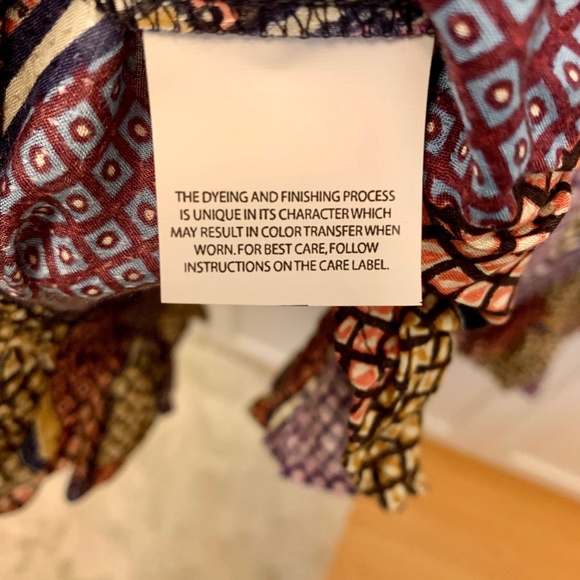 THE DYEING AND FINISHING PROCESS
IS UNIQUE IN ITS CHARACTER WHICH
MAY RESULT IN COLOR TRANSFER WHEN
WORN. FOR BEST CARE, FOLLOW
INSTRUCTIONS ON THE CARE LABEL.